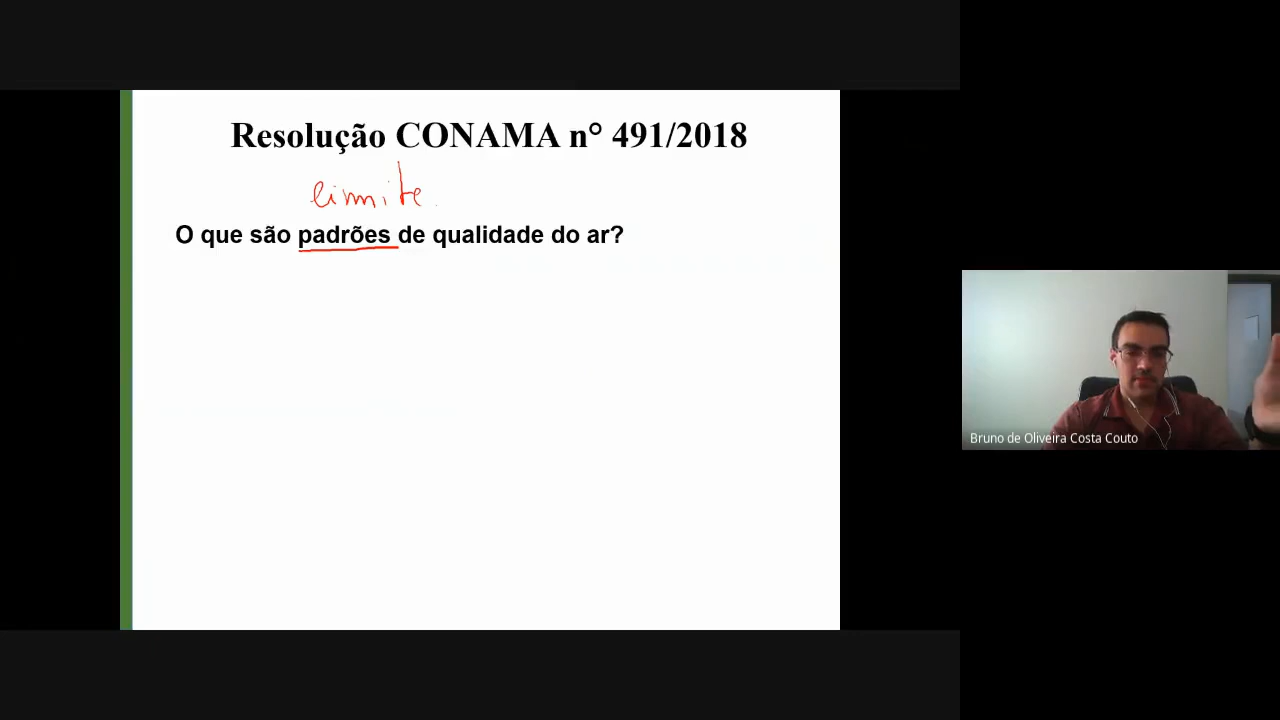 Resolução CONAMA n° 491/2018
limite
O que são padrões de qualidade do ar?
Bruno de Oliveira Costa Couto